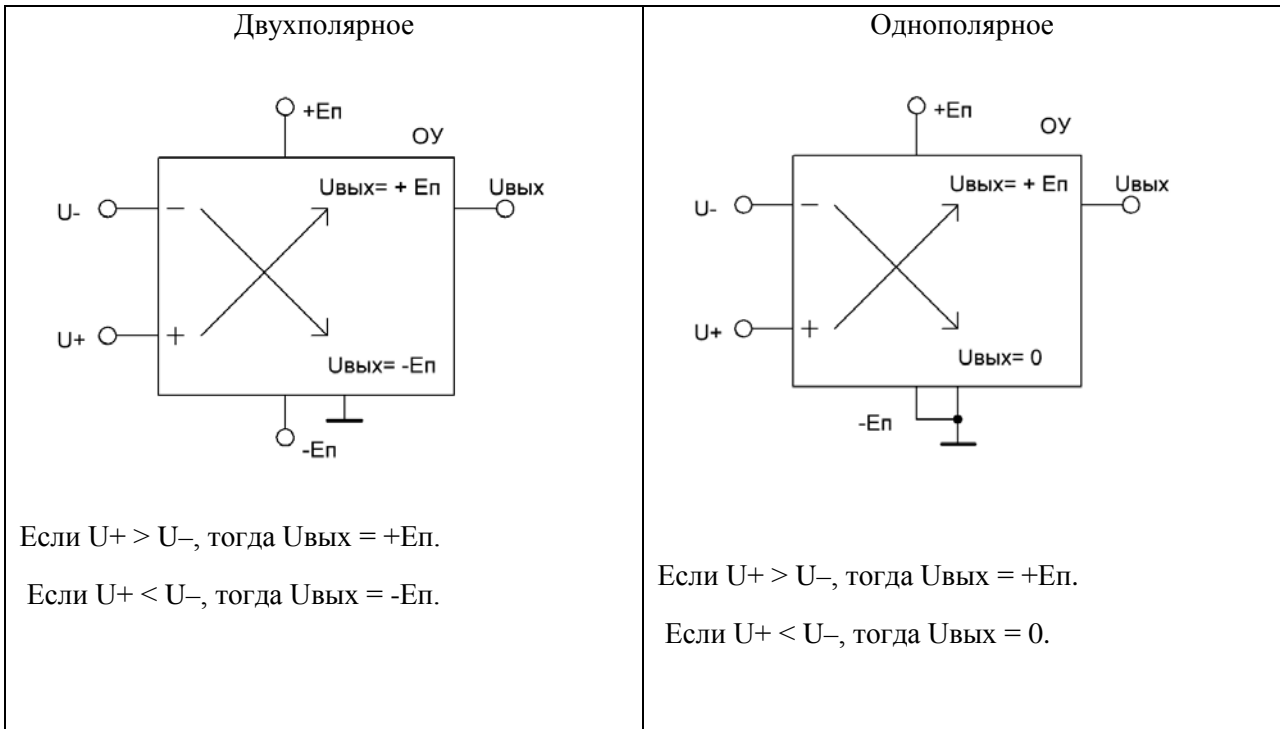 Двухполярное
+Еп
ОУ
Uвых= + Еп
Uвых
U-
−
U+
+
Uвых= -Еп
-Еп
Если U+ > U–, тогда Uвых = +Еп.
Если U+ < U–, тогда Uвых = -Еп.
Однополярное
+Еп
ОУ
Uвых= + Еп
Uвых
U-
−
U+
+
Uвых= 0
-Еп
Если U+ > U–, тогда Uвых = +Еп.
Если U+ < U–, тогда Uвых = 0.